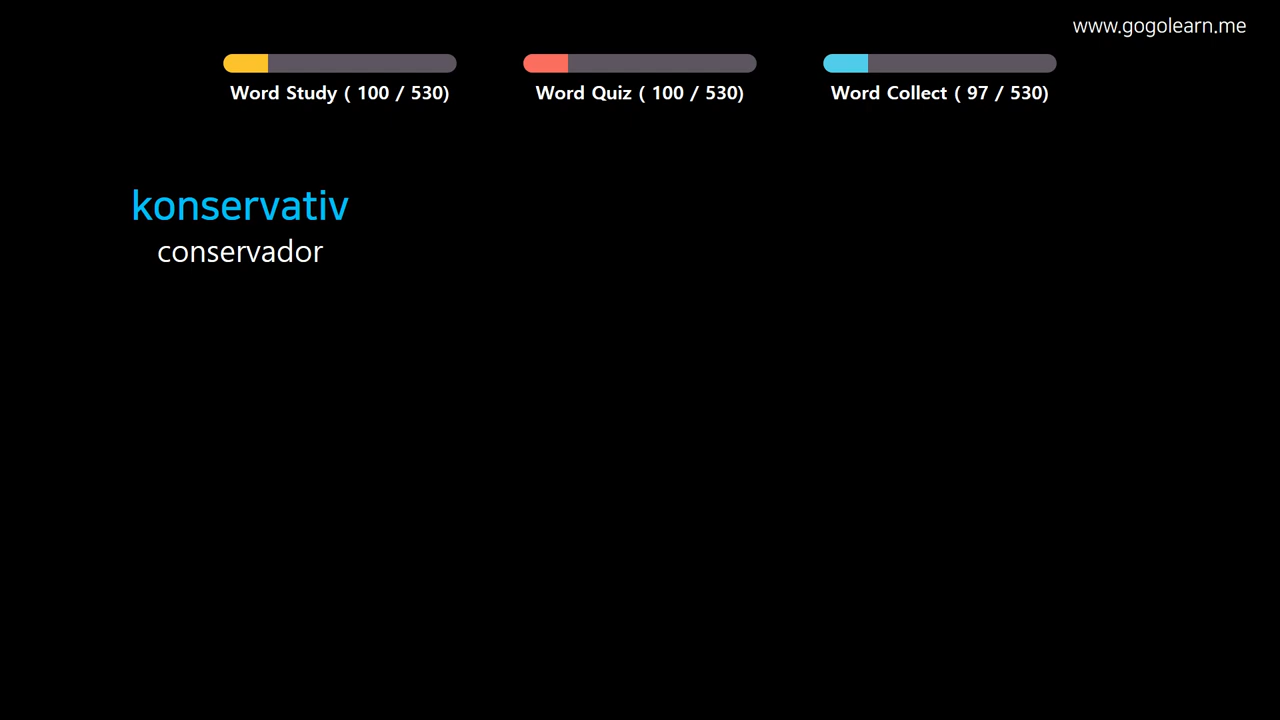 www.gogolearn.me
Word Study ( 100 / 530)
Word Quiz ( 100 / 530)
Word Collect ( 97 / 530)
konservativ
conservador